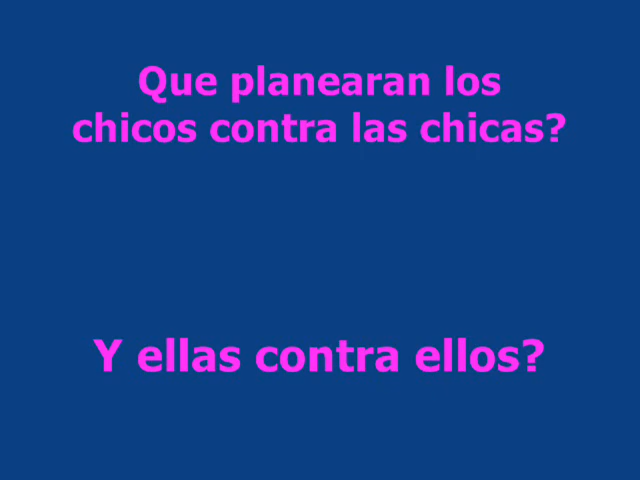 Que planearan los
chicos contra las chicas?
Y ellas contra ellos?